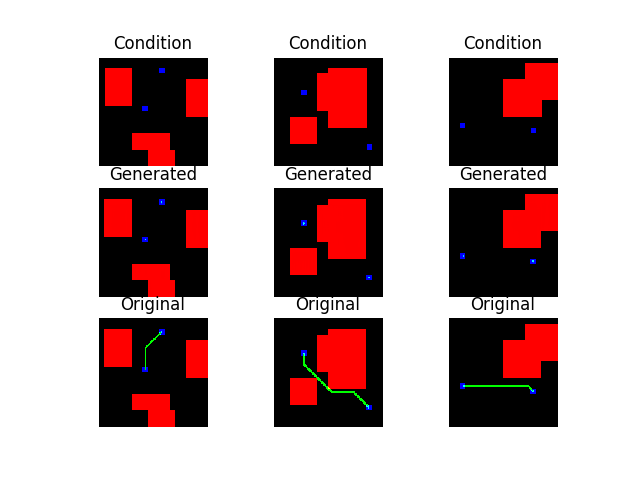 Condition Condition Condition
Generated Generated Generated
Original Original Original